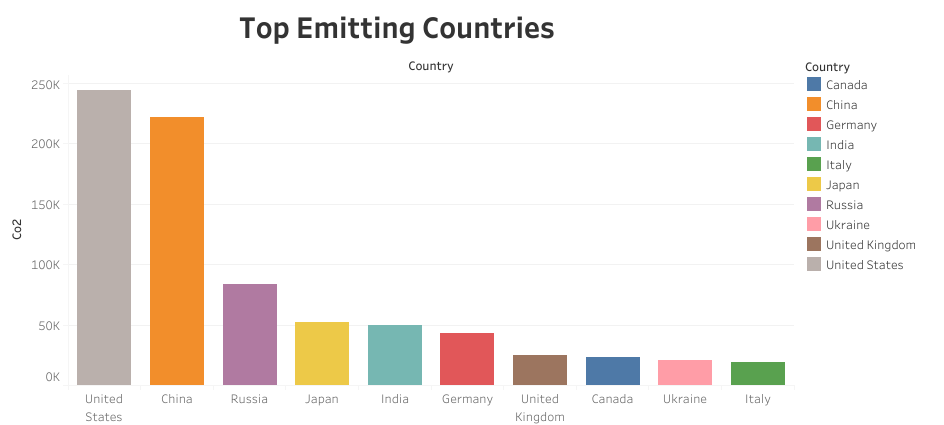 Top Emitting Countries
Country
Country
Canada
China
Germany
India
Italy
Japan
Russia
Ukraine
United Kingdom
United States
Co2
250K
200K
150K
100K
50K
0K
United
States
China
Russia
Japan
India
Germany
United
Kingdom
Canada
Ukraine
Italy